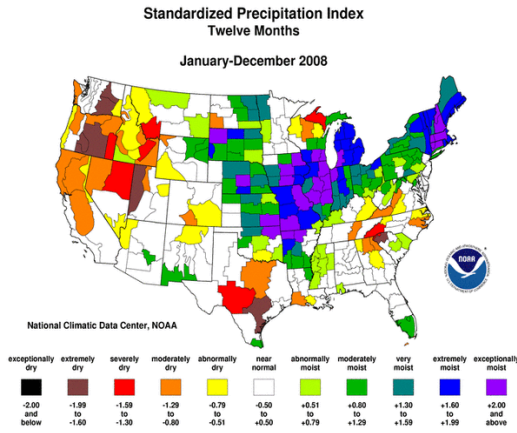 Standardized Precipitation Index
Twelve Months
January-December 2008
NOAA
National Climatic Data Center, NOAA
exceptionally dry
extremely dry
severely dry
moderately dry
abnormally dry
near normal
abnormally moist
moderately moist
very moist
extremely moist
exceptionally moist
-2.00 and below
-1.99 to -1.60
-1.59 to -1.30
-1.29 to -0.80
-0.79 to -0.51
-0.50 to +0.50
+0.51 to +0.79
+0.80 to +1.29
+1.30 to +1.59
+1.60 to +1.99
+2.00 and above